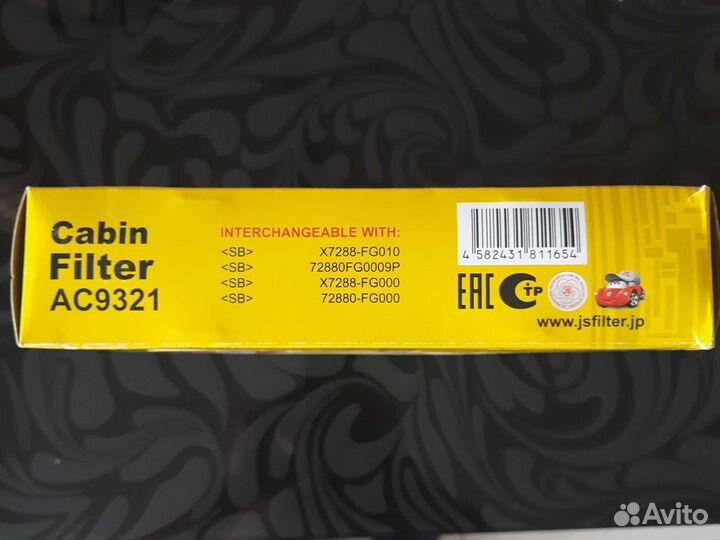 Cabin
Filter
AC9321
INTERCHANGEABLE WITH:
<SB> X7288-FG010
<SB> 72880FG0009P
<SB> X7288-FG000
<SB> 72880-FG000
4 582431 811654
EAC
СТР
www.jsfilter.jp
Avito